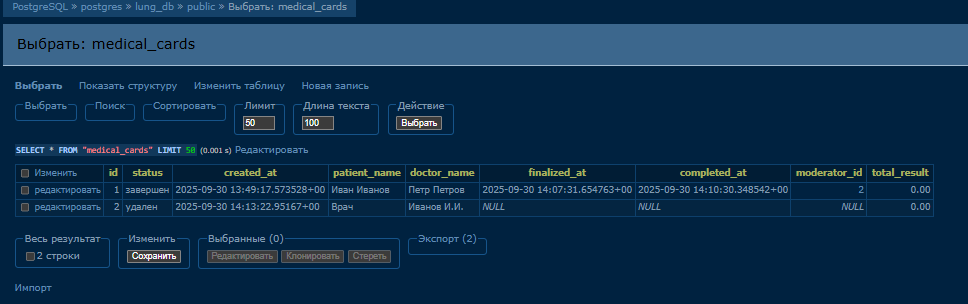 PostgreSQL » postgres » lung_db » public » Выбрать: medical_cards
Выбрать: medical_cards
Выбрать Показать структуру Изменить таблицу Новая запись
Выбрать Поиск Сортировать Лимит Длина текста Действие
50 100 Выбрать
SELECT * FROM "medical_cards" LIMIT 50 (0.001 s) Редактировать
Изменить id status created_at patient_name doctor_name finalized_at completed_at moderator_id total_result
редактировать 1 завершен 2025-09-30 13:49:17.573528+00 Иван Иванов Петр Петров 2025-09-30 14:07:31.654763+00 2025-09-30 14:10:30.348542+00 2 0.00
редактировать 2 удален 2025-09-30 14:13:22.95167+00 Врач Иванов И.И. NULL NULL NULL 0.00
Весь результат Изменить Выбранные (0) Экспорт (2)
2 строки Сохранить Редактировать Клонировать Стереть
Импорт